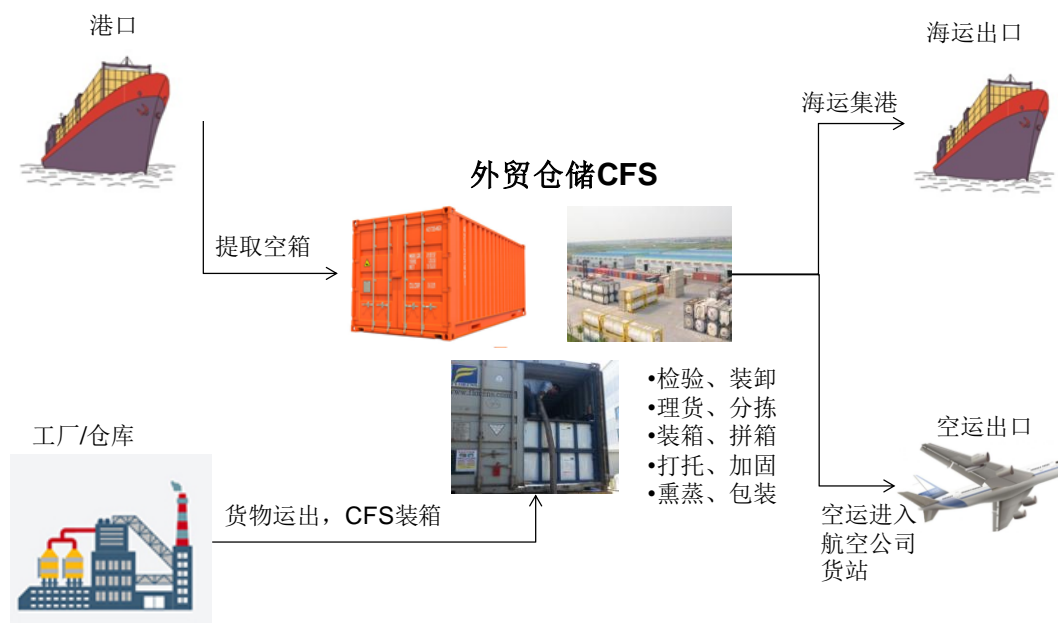 港口
海运出口
海运集港
外贸仓储CFS
提取空箱
•检验、装卸
•理货、分拣
•装箱、拼箱
•打托、加固
•熏蒸、包装
工厂/仓库
货物运出，CFS装箱
空运出口
空运进入
航空公司
货站